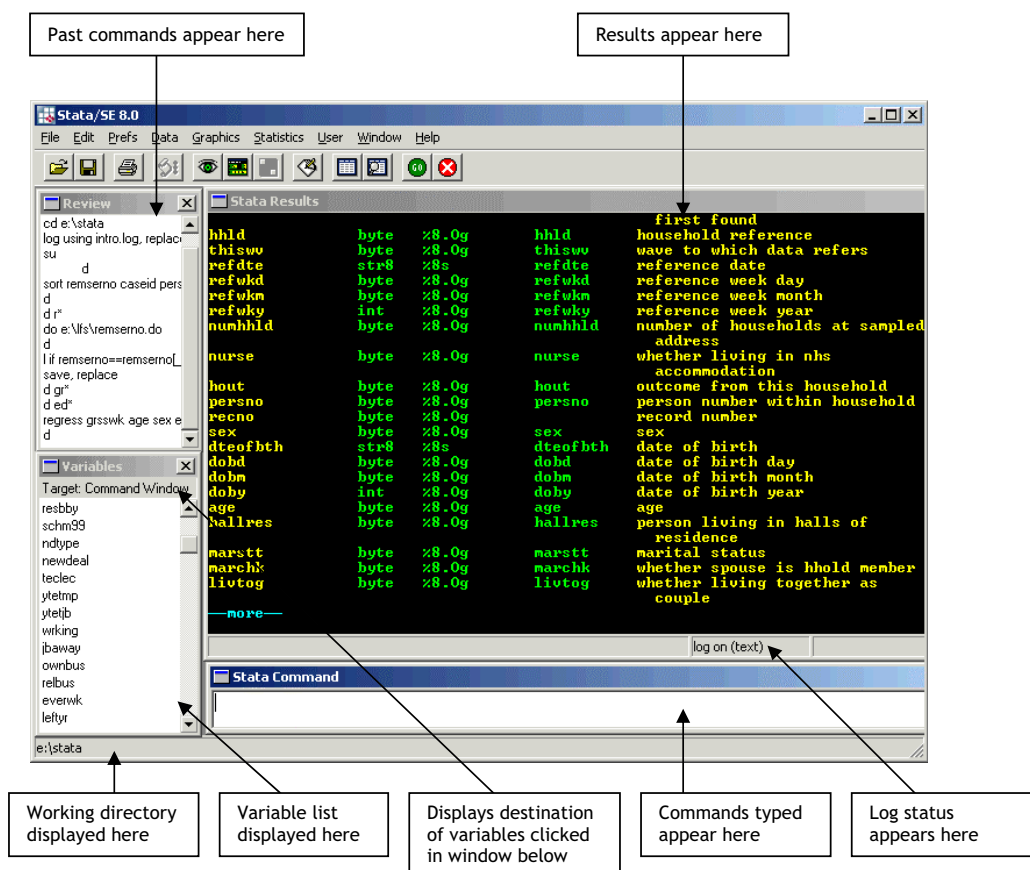 Past commands appear here
Results appear here
Stata/SE 8.0
File Edit Prefs Data Graphics Statistics User Window Help
GO
Review
cd e:\stata
log using intro.log, replac
su
d
sort remserno caseid pers
d
d r*
do e:\lfs\remserno.do
d
l if remserno==remserno[_
save, replace
d gr*
d ed*
regress grsswk age sex e
d
Variables
Target: Command Window
resbby
schm99
ndtype
newdeal
teclec
ytetmp
ytetjb
wrking
jbaway
ownbus
relbus
everwk
leftyr
Stata Results
first found
hhld byte %8.0g hhld household reference
thiswv byte %8.0g thiswv wave to which data refers
refdte str8 %8s refdte reference date
refwkd byte %8.0g refwkd reference week day
refwkm byte %8.0g refwkm reference week month
refwky int %8.0g refwky reference week year
numhhld byte %8.0g numhhld number of households at sampled
address
nurse byte %8.0g nurse whether living in nhs
accommodation
hout byte %8.0g hout outcome from this household
persno byte %8.0g persno person number within household
recno byte %8.0g record number
sex byte %8.0g sex sex
dteofbth str8 %8s dteofbth date of birth
dobd byte %8.0g dobd date of birth day
dobm byte %8.0g dobm date of birth month
doby int %8.0g doby date of birth year
age byte %8.0g age age
hallres byte %8.0g hallres person living in halls of
residence
marstt byte %8.0g marstt marital status
marchk byte %8.0g marchk whether spouse is hhold member
livtog byte %8.0g livtog whether living together as
couple
—more—
log on (text)
Stata Command
e:\stata
Working directory
displayed here
Variable list
displayed here
Displays destination
of variables clicked
in window below
Commands typed
appear here
Log status
appears here